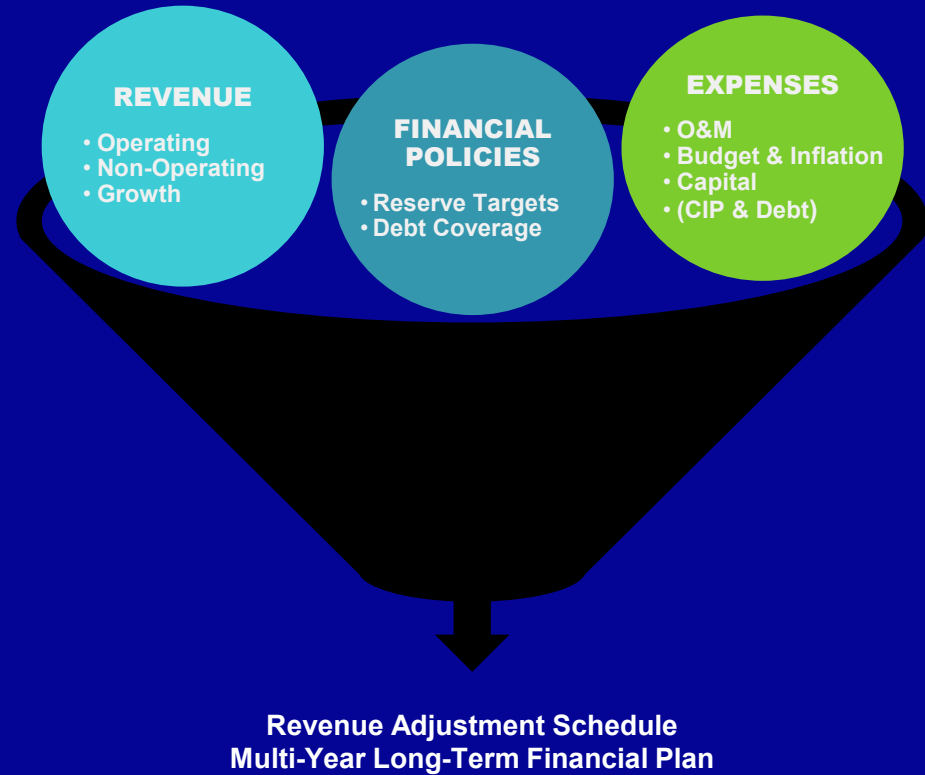 REVENUE
• Operating
• Non-Operating
• Growth
FINANCIAL
POLICIES
• Reserve Targets
• Debt Coverage
EXPENSES
• O&M
• Budget & Inflation
• Capital
• (CIP & Debt)
Revenue Adjustment Schedule
Multi-Year Long-Term Financial Plan